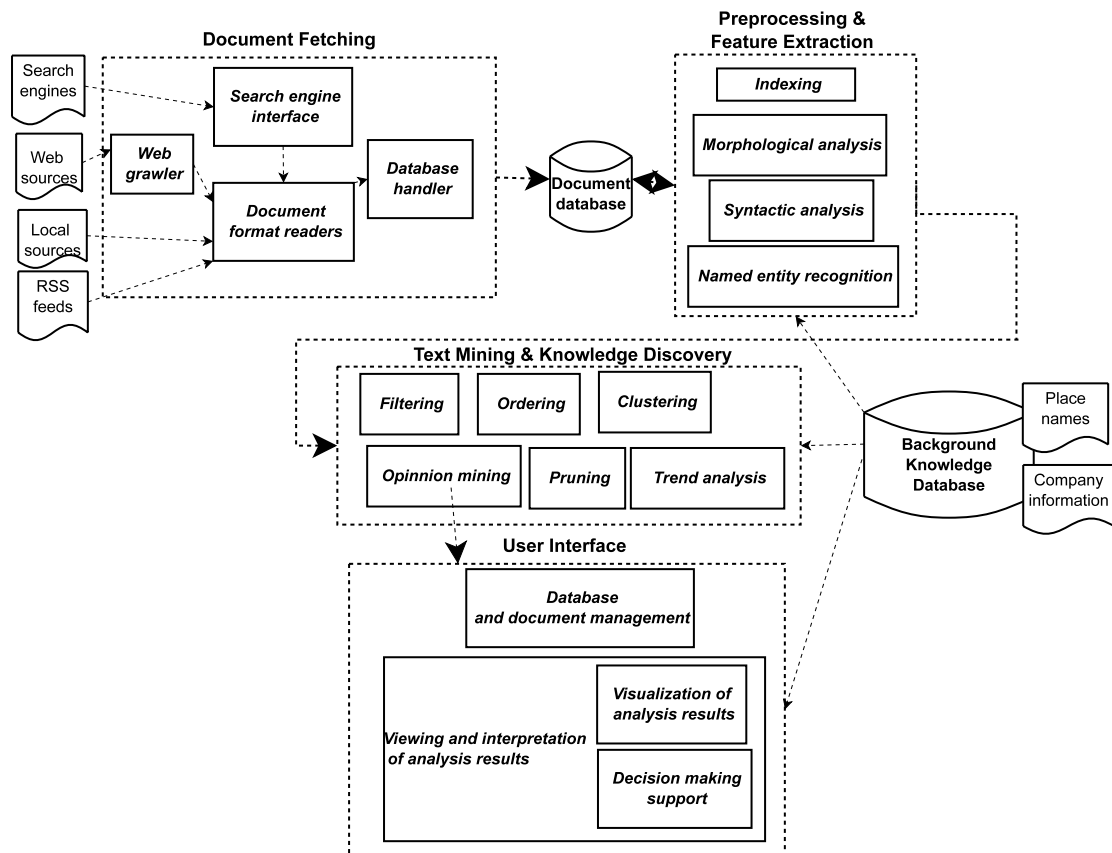 Document Fetching
Search
engines
Search engine
interface
Web
sources
Web
grawler
Database
handler
Document
format readers
Local
sources
RSS
feeds
Document
database
Preprocessing &
Feature Extraction
Indexing
Morphological analysis
Syntactic analysis
Named entity recognition
Text Mining & Knowledge Discovery
Filtering
Ordering
Clustering
Opinnion mining
Pruning
Trend analysis
Background
Knowledge
Database
Place
names
Company
information
User Interface
Database
and document management
Viewing and interpretation
of analysis results
Visualization of
analysis results
Decision making
support